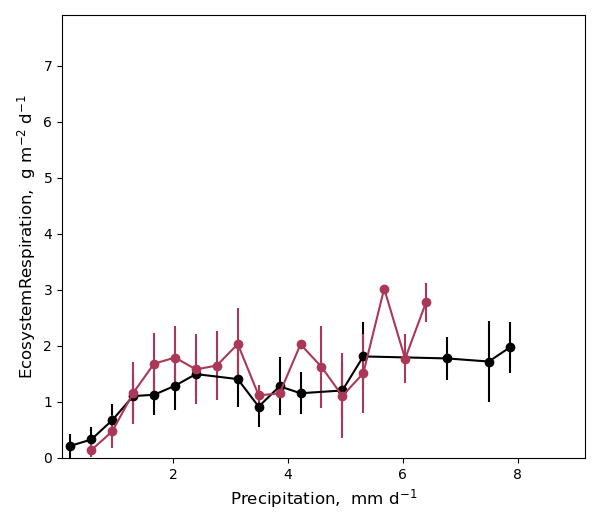 7
6
5
4
3
2
1
0
EcosystemRespiration, g m⁻² d⁻¹
2 4 6 8
Precipitation, mm d⁻¹